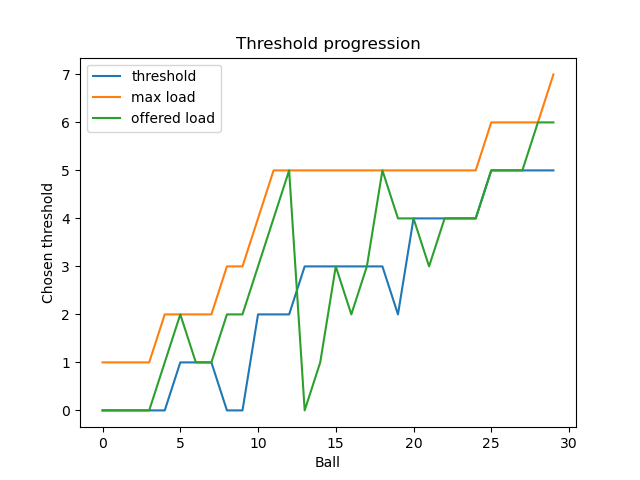 Threshold progression
threshold
max load
offered load
Chosen threshold
7
6
5
4
3
2
1
0
0 5 10 15 20 25 30
Ball